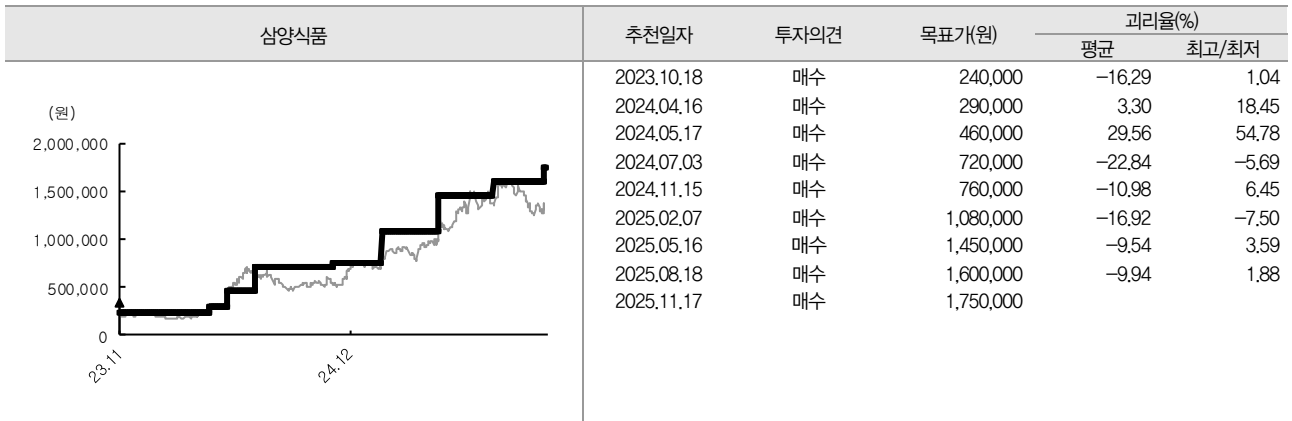 삼양식품
추천일자 투자의견 목표가(원) 괴리율(%)
평균 최고/최저
(원)
2,000,000
1,500,000
1,000,000
500,000
0
23.11
24.12
2023.10.18 매수 240,000 -16.29 1.04
2024.04.16 매수 290,000 3.30 18.45
2024.05.17 매수 460,000 29.56 54.78
2024.07.03 매수 720,000 -22.84 -5.69
2024.11.15 매수 760,000 -10.98 6.45
2025.02.07 매수 1,080,000 -16.92 -7.50
2025.05.16 매수 1,450,000 -9.54 3.59
2025.08.18 매수 1,600,000 -9.94 1.88
2025.11.17 매수 1,750,000